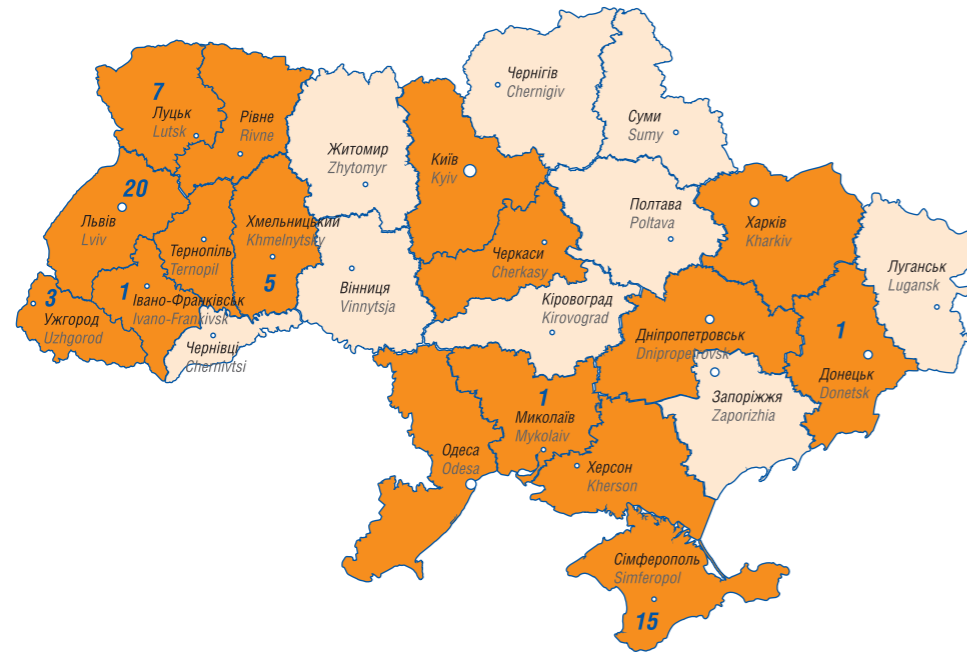 Чернігів
Chernigiv
7
Луцьк
Lutsk
Рівне
Rivne
Суми
Sumy
Житомир
Zhytomyr
Київ
Kyiv
20
Львів
Lviv
Хмельницький
Khmelnytsky
5
Тернопіль
Ternopil
Полтава
Poltava
Харків
Kharkiv
Черкаси
Cherkasy
Луганськ
Lugansk
3
Ужгород
Uzhgorod
1
Івано-Франківськ
Ivano-Frankivsk
Вінниця
Vinnytsja
Кіровоград
Kirovograd
Чернівці
Chernivtsi
Дніпропетровськ
Dnipropetrovsk
1
Донецьк
Donetsk
Запоріжжя
Zaporizhia
1
Миколаїв
Mykolaiv
Одеса
Odesa
Херсон
Kherson
Сімферополь
Simferopol
15